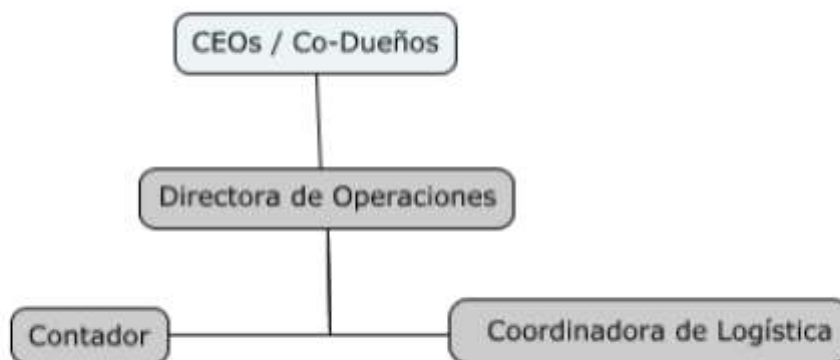 CEOs / Co-Dueños
Directora de Operaciones
Contador
Coordinadora de Logística